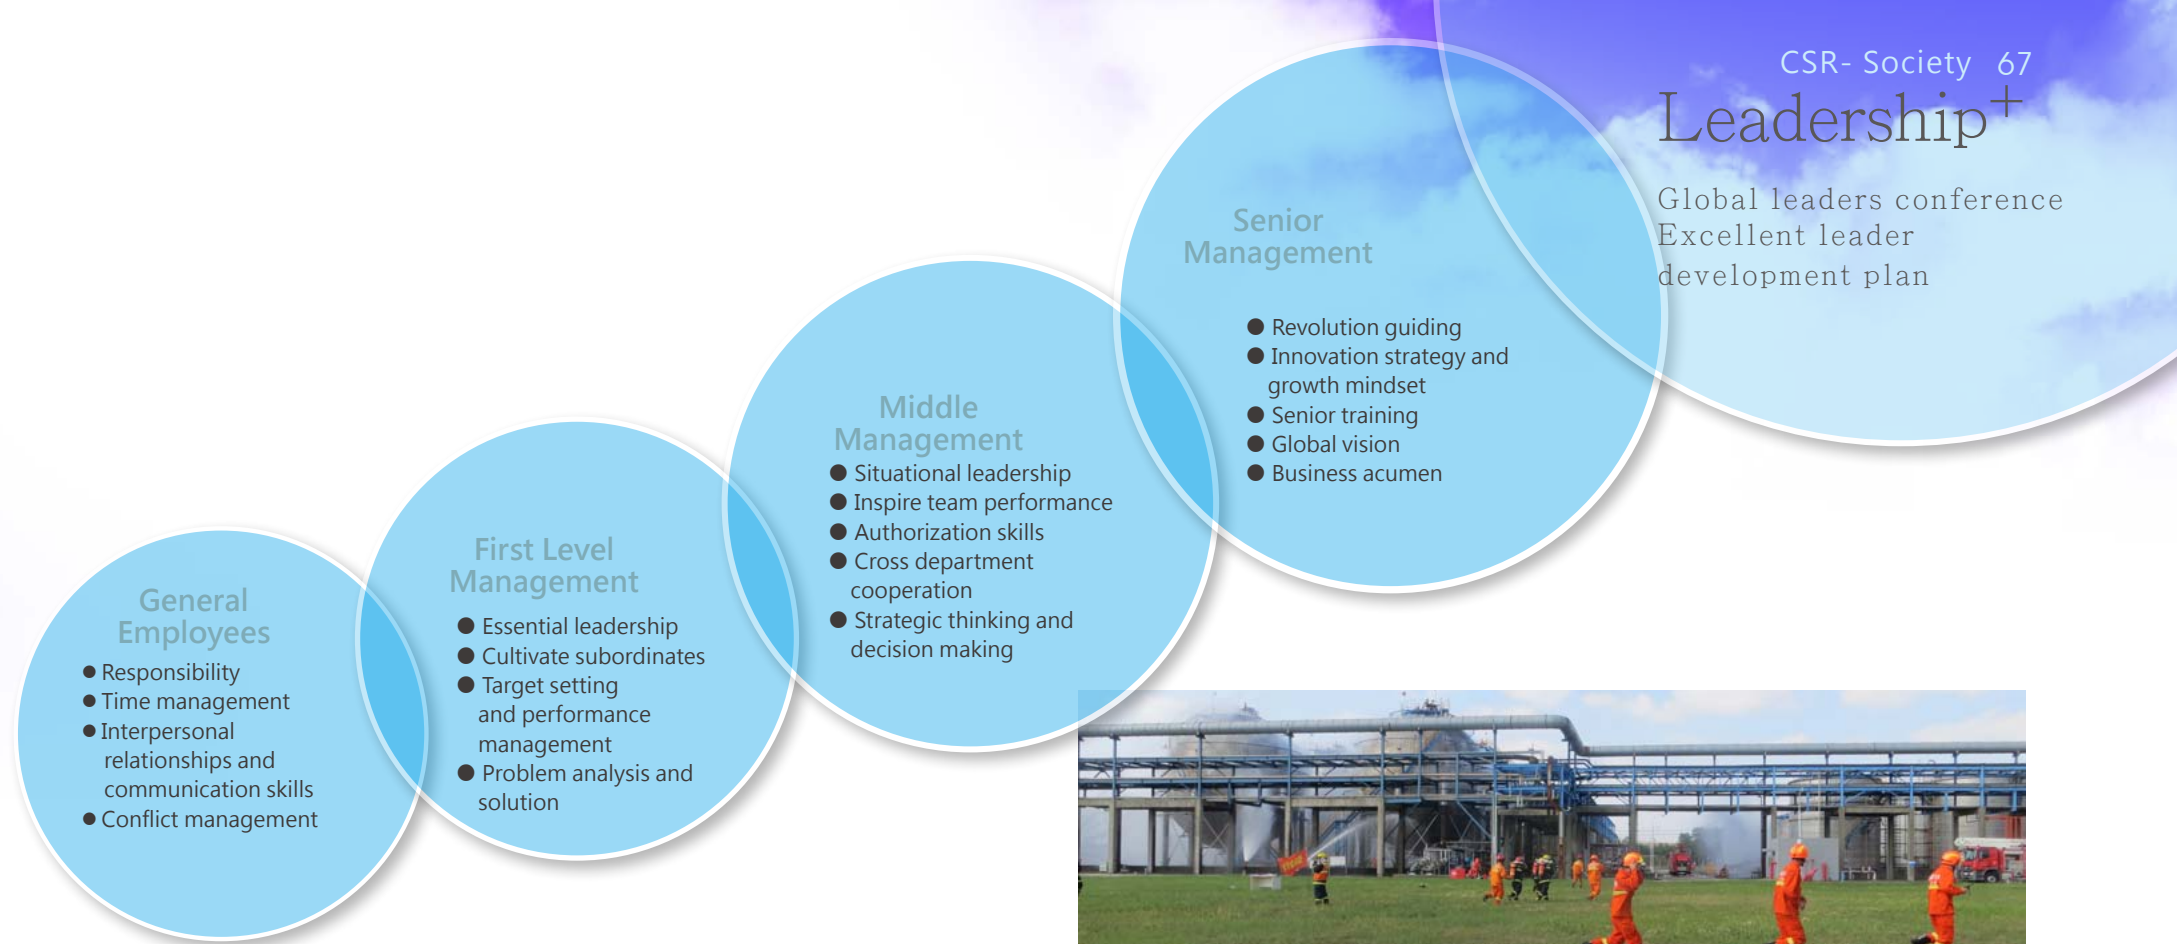 CSR- Society 67
Leadership+
Global leaders conference
Excellent leader
development plan
Senior
Management
● Revolution guiding
● Innovation strategy and
growth mindset
● Senior training
● Global vision
● Business acumen
Middle
Management
● Situational leadership
● Inspire team performance
● Authorization skills
● Cross department
cooperation
● Strategic thinking and
decision making
First Level
Management
● Essential leadership
● Cultivate subordinates
● Target setting
and performance
management
● Problem analysis and
solution
General
Employees
● Responsibility
● Time management
● Interpersonal
relationships and
communication skills
● Conflict management